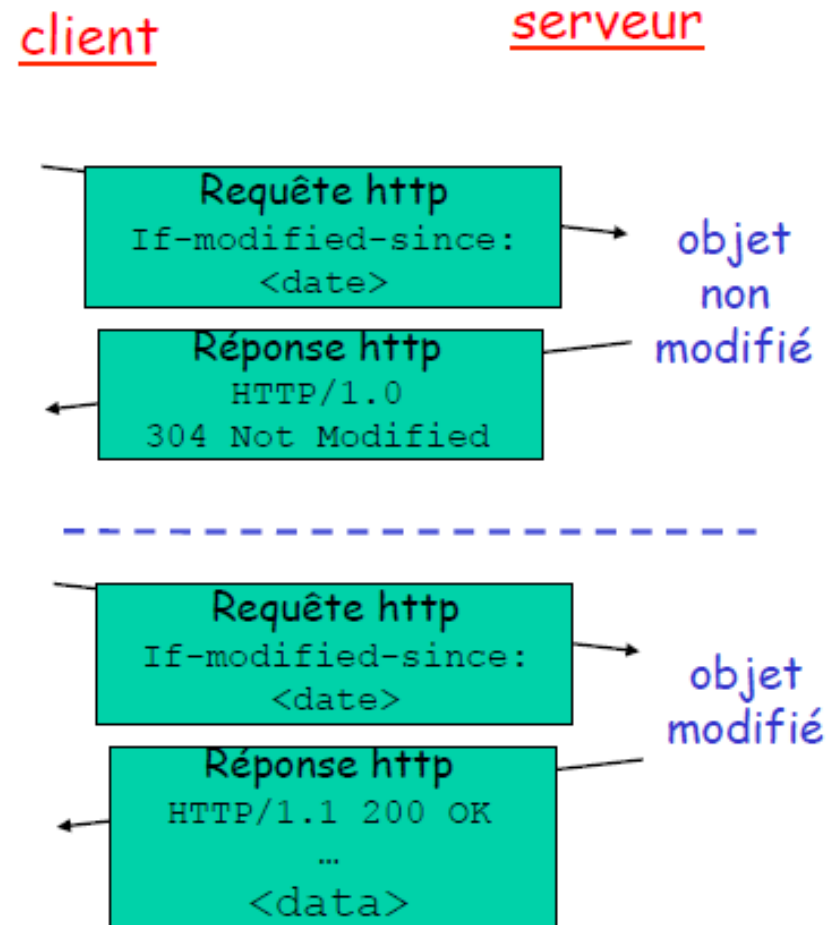 client
serveur
Requête http
If-modified-since:
<date>
objet
non
modifié
Réponse http
HTTP/1.0
304 Not Modified
Requête http
If-modified-since:
<date>
objet
modifié
Réponse http
HTTP/1.1 200 OK
…
<data>